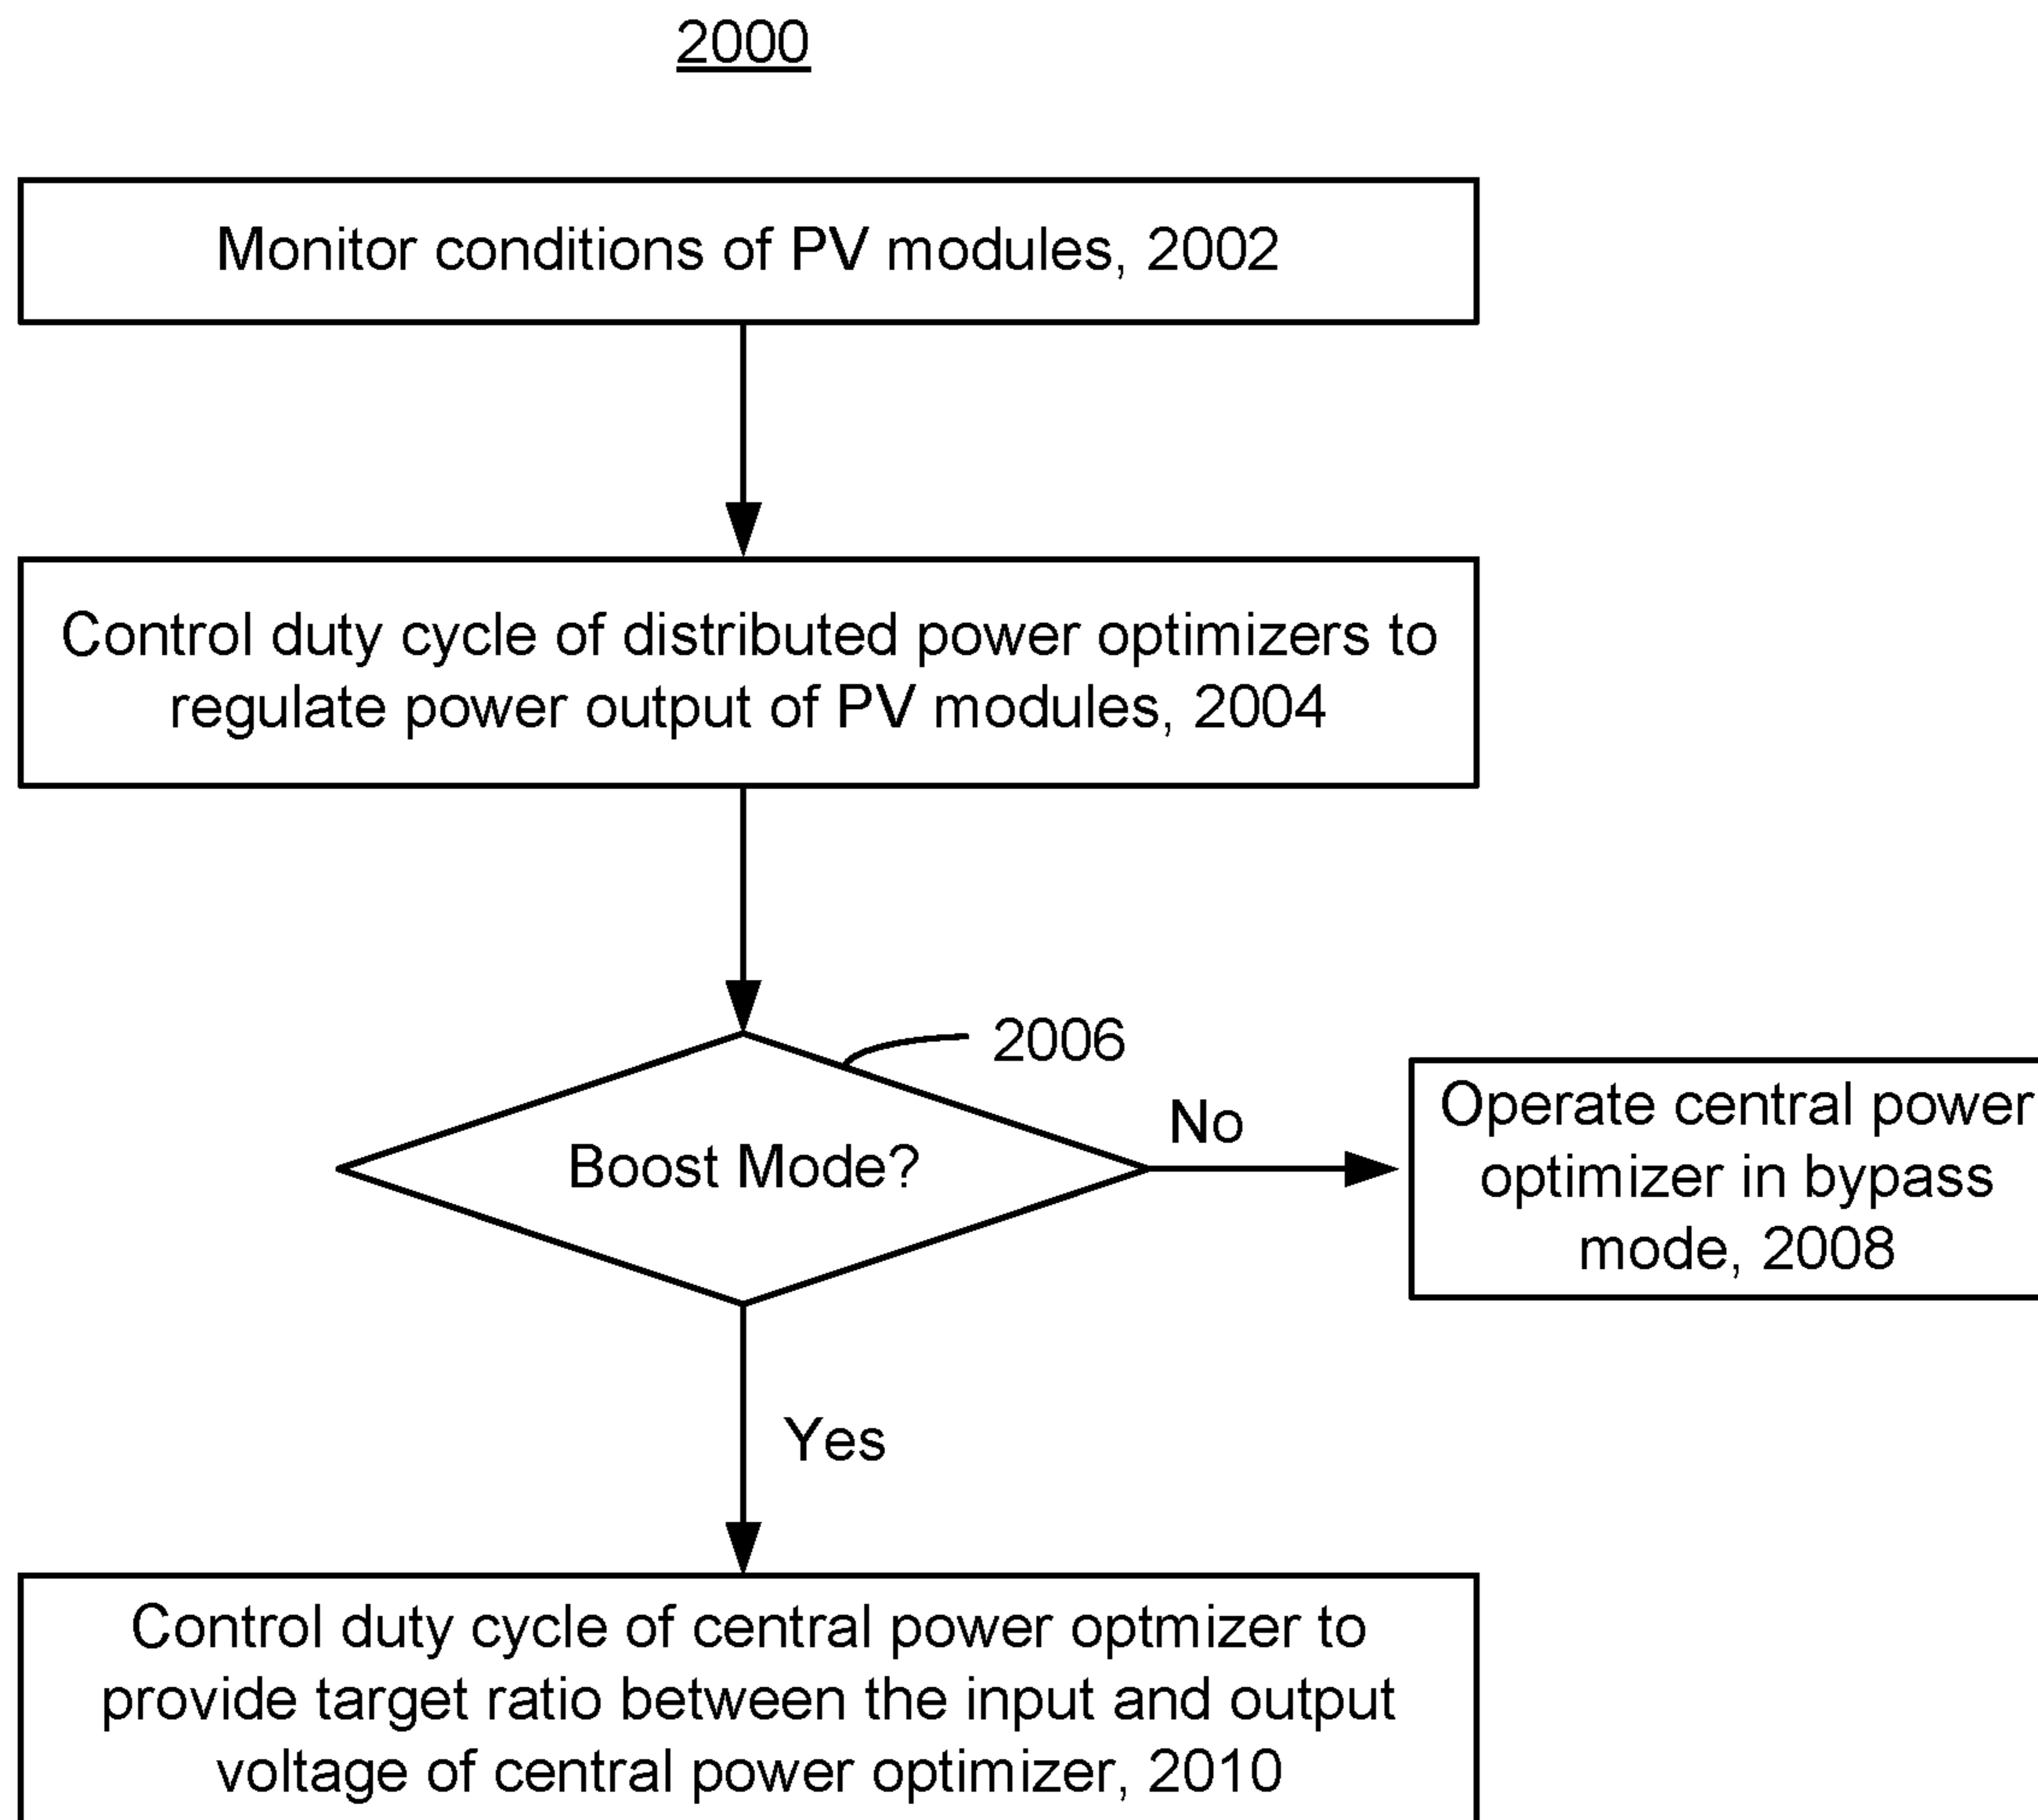 2000
Monitor conditions of PV modules, 2002
Control duty cycle of distributed power optimizers to
regulate power output of PV modules, 2004
2006
Boost Mode?
No
Operate central power
optimizer in bypass
mode, 2008
Yes
Control duty cycle of central power optmizer to
provide target ratio between the input and output
voltage of central power optimizer, 2010